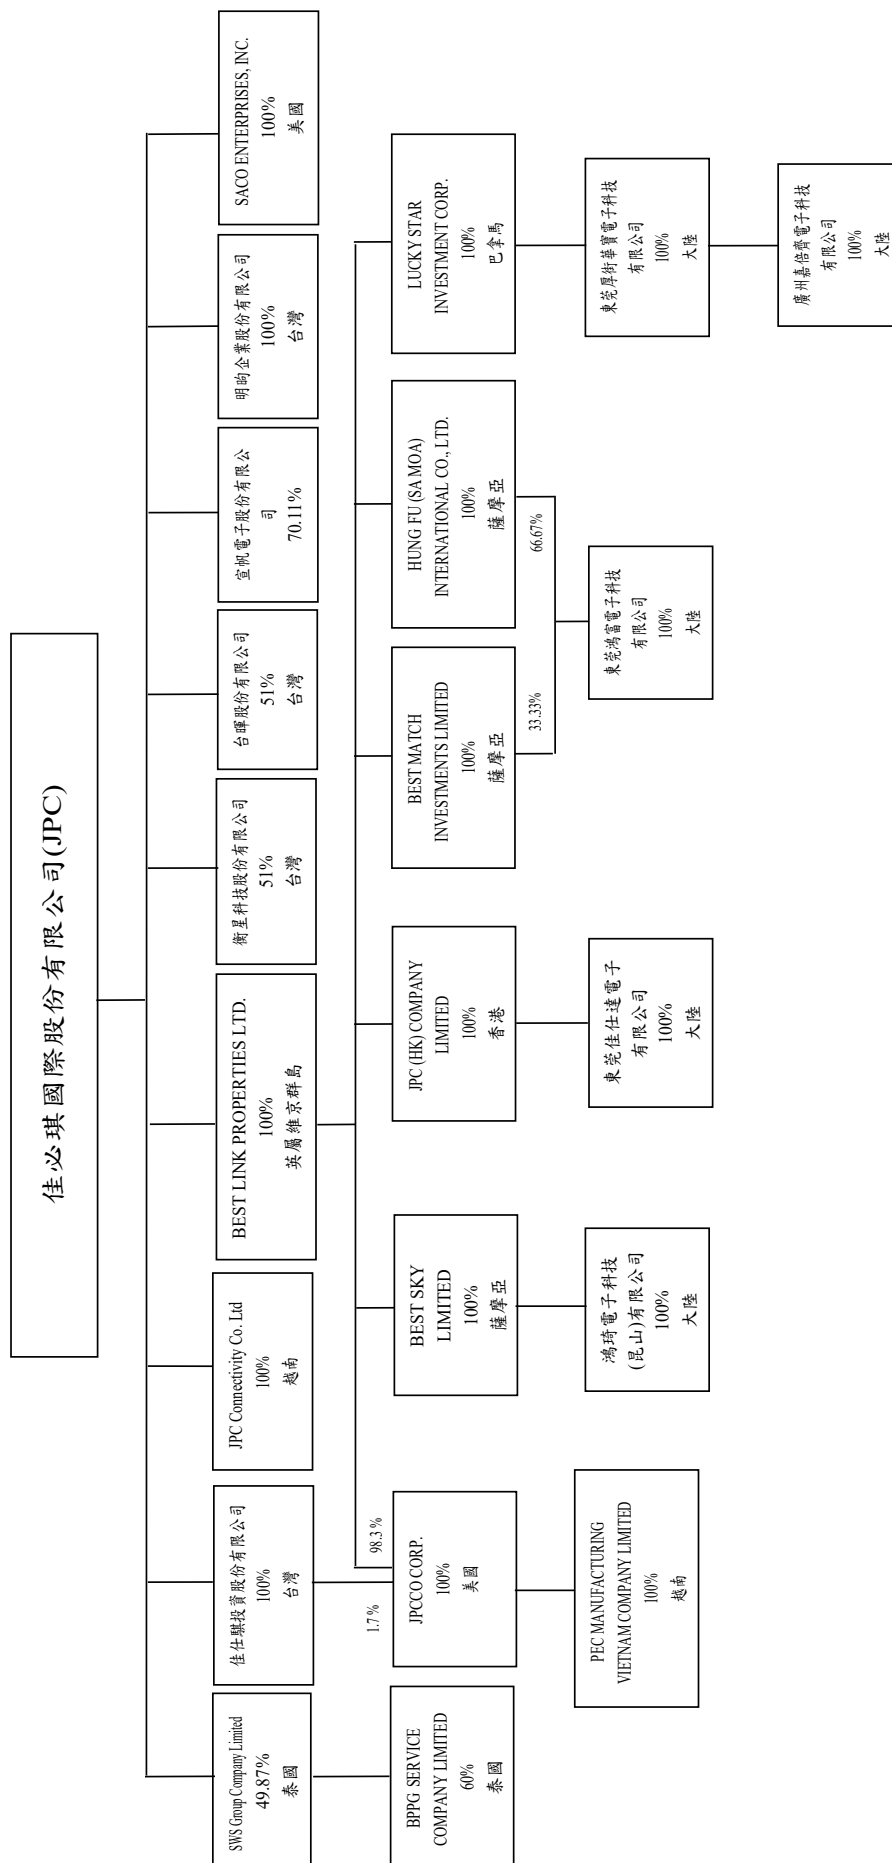 佳必琪國際股份有限公司(JPC)
SWS Group Company Limited
49.87%
泰國
佳仕騏投資股份有限公司
100%
台灣
JPC Connectivity Co. Ltd
100%
越南
BEST LINK PROPERTIES LTD.
100%
英屬維京群島
衡星科技股份有限公司
51%
台灣
台暉股份有限公司
51%
台灣
宣帆電子股份有限公
司
70.11%
明昫企業股份有限公司
100%
台灣
SACO ENTERPRISES, INC.
100%
美國
1.7%
98.3%
BPPG SERVICE
COMPANY LIMITED
60%
泰國
JPCCO CORP.
100%
美國
BEST SKY
LIMITED
100%
薩摩亞
JPC (HK) COMPANY
LIMITED
100%
香港
BEST MATCH
INVESTMENTS LIMITED
100%
薩摩亞
HUNG FU (SAMOA)
INTERNATIONAL CO., LTD.
100%
薩摩亞
LUCKY STAR
INVESTMENT CORP.
100%
巴拿馬
33.33%
66.67%
PEC MANUFACTURING
VIETNAM COMPANY LIMITED
100%
越南
鴻琦電子科技
(昆山)有限公司
100%
大陸
東莞佳仕達電子
有限公司
100%
大陸
東莞鴻富電子科技
有限公司
100%
大陸
東莞厚街華寶電子科技
有限公司
100%
大陸
廣州嘉倍齊電子科技
有限公司
100%
大陸